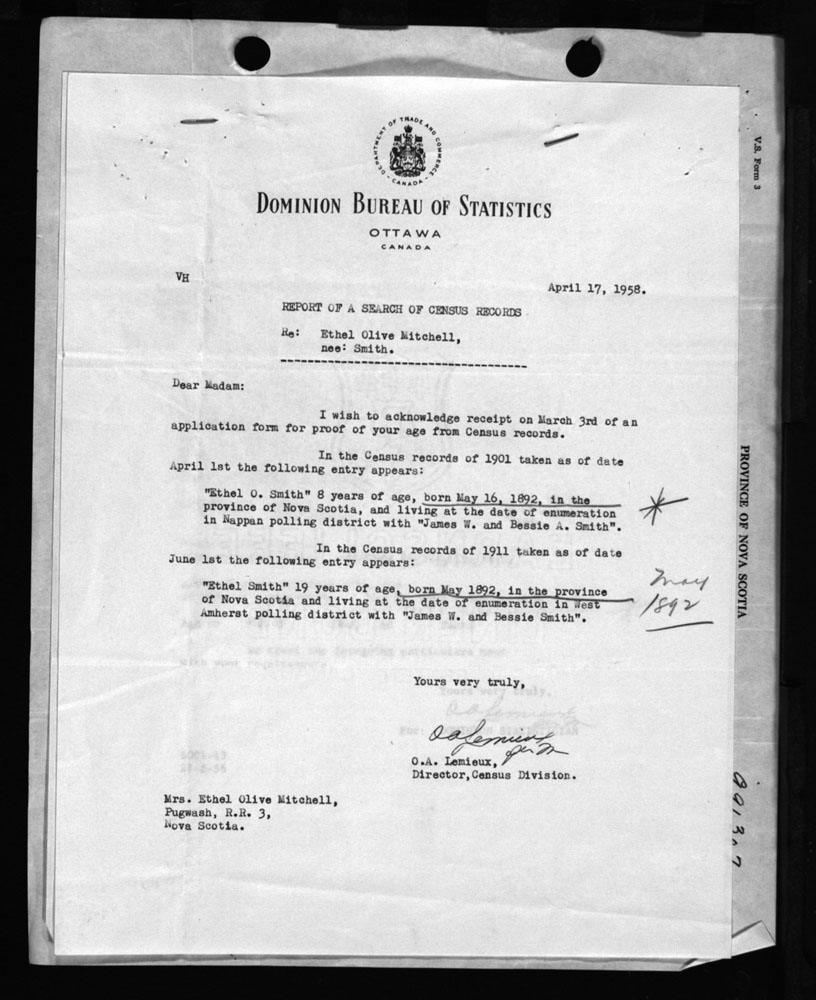 DEPARTMENT OF TRADE AND COMMERCE
CANADA
DOMINION BUREAU OF STATISTICS
OTTAWA
CANADA
VH
April 17, 1958.
REPORT OF A SEARCH OF CENSUS RECORDS
Re: Ethel Olive Mitchell,
nee: Smith.
Dear Madam:
I wish to acknowledge receipt on March 3rd of an
application form for proof of your age from Census records.
In the Census records of 1901 taken as of date
April 1st the following entry appears:
"Ethel O. Smith" 8 years of age, born May 16, 1892, in the
province of Nova Scotia, and living at the date of enumeration
in Nappan polling district with "James W. and Bessie A. Smith".
In the Census records of 1911 taken as of date
June 1st the following entry appears:
"Ethel Smith" 19 years of age, born May 1892, in the province
of Nova Scotia and living at the date of enumeration in West
Amherst polling district with "James W. and Bessie Smith".
May
1892
Yours very truly,
O A Lemieux
O.A. Lemieux,
Director,Census Division.
Mrs. Ethel Olive Mitchell,
Pugwash, R.R. 3,
Nova Scotia.
V.S. Form 3
PROVINCE OF NOVA SCOTIA